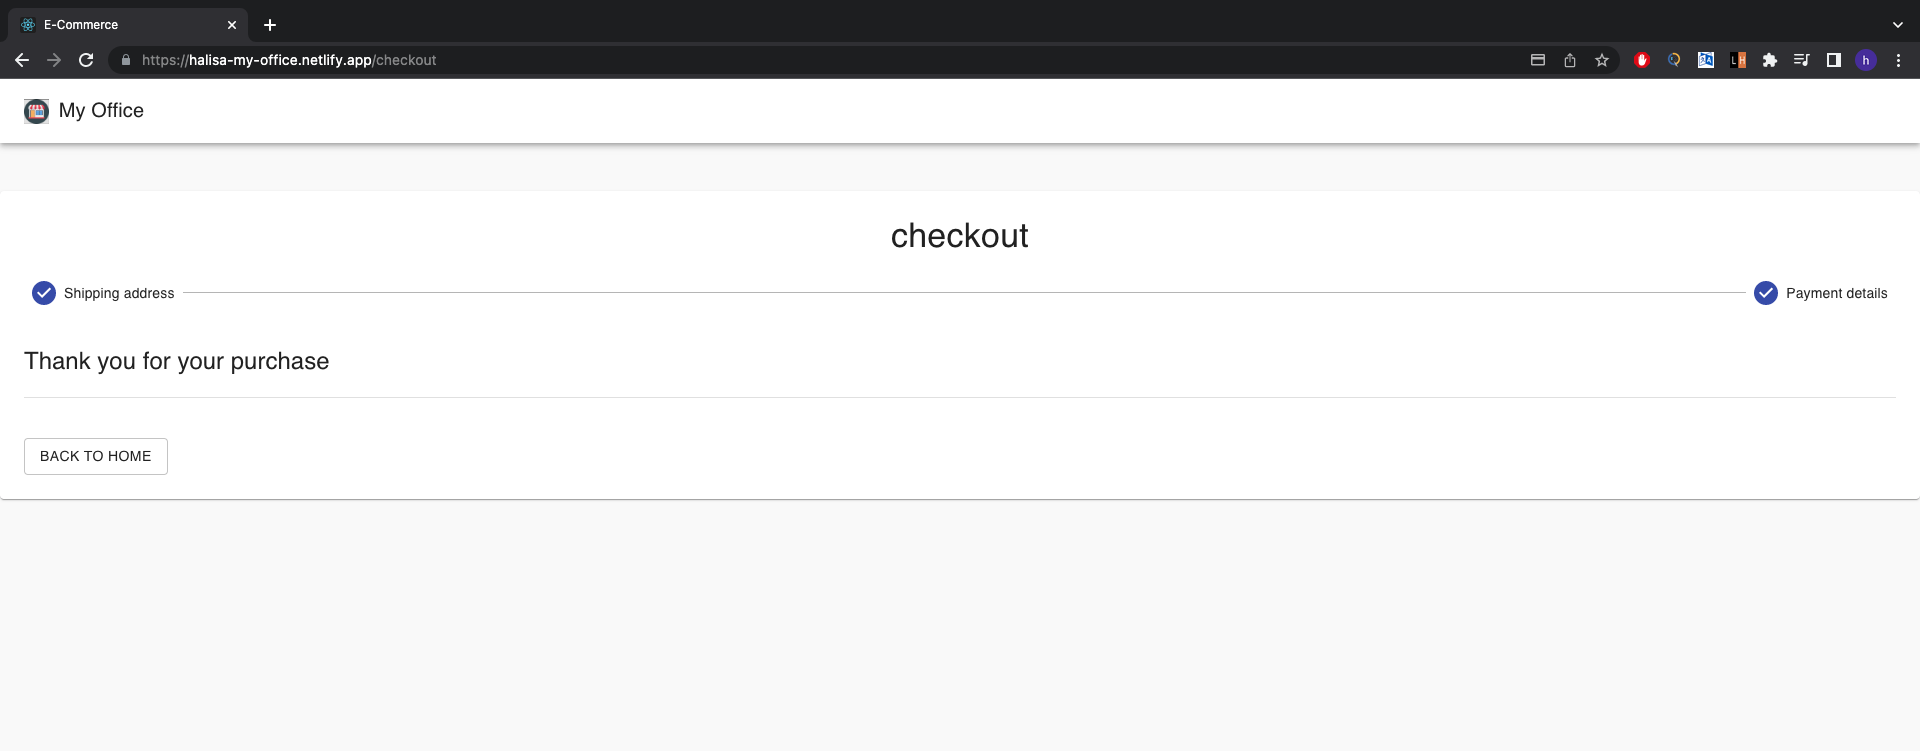 E-Commerce
https://halisa-my-office.netlify.app/checkout
LH
h
My Office
checkout
Shipping address
Payment details
Thank you for your purchase
BACK TO HOME